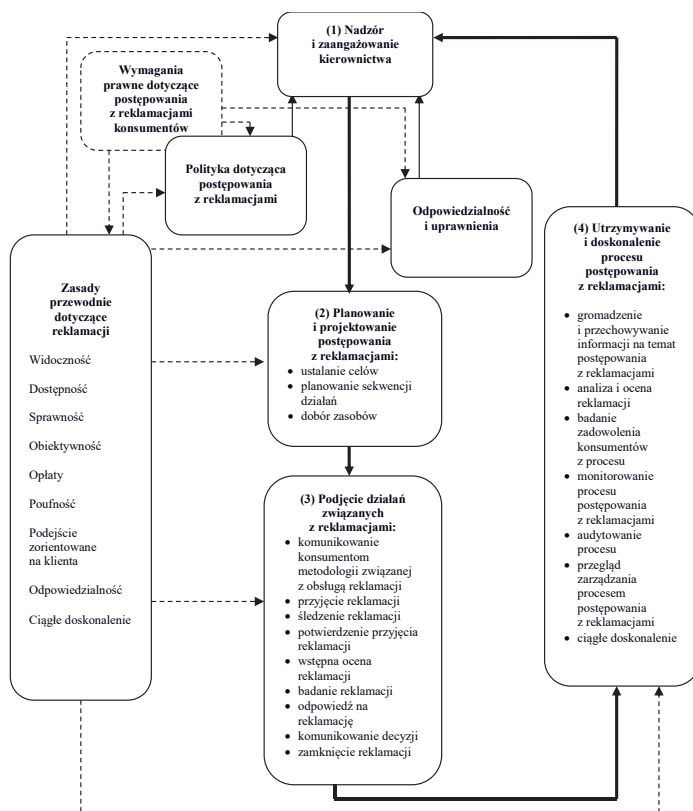 (1) Nadzór
i zaangażowanie
kierownictwa
Wymagania
prawne dotyczące
postępowania
z reklamacjami
konsumentów
Polityka dotycząca
postępowania
z reklamacjami
Odpowiedzialność
i uprawnienia
Zasady
przewodnie
dotyczące
reklamacji
Widoczność
Dostępność
Sprawność
Obiektywność
Opłaty
Poufność
Podejście
zorientowane
na klienta
Odpowiedzialność
Ciągłe doskonalenie
(2) Planowanie
i projektowanie
postępowania
z reklamacjami:
• ustalanie celów
• planowanie sekwencji
działań
• dobór zasobów
(3) Podjęcie działań
związanych
z reklamacjami:
• komunikowanie
konsumentom
metodologii związanej
z obsługą reklamacji
• przyjęcie reklamacji
• śledzenie reklamacji
• potwierdzenie przyjęcia
reklamacji
• wstępna ocena
reklamacji
• badanie reklamacji
• odpowiedź na
reklamację
• komunikowanie decyzji
• zamknięcie reklamacji
(4) Utrzymywanie
i doskonalenie
procesu
postępowania
z reklamacjami:
• gromadzenie
i przechowywanie
informacji na temat
postępowania
z reklamacjami
• analiza i ocena
reklamacji
• badanie
zadowolenia
konsumentów
z procesu
• monitorowanie
procesu
postępowania
z reklamacjami
• audytowanie
procesu
• przegląd
zarządzania
procesem
postępowania
z reklamacjami
• ciągłe doskonalenie